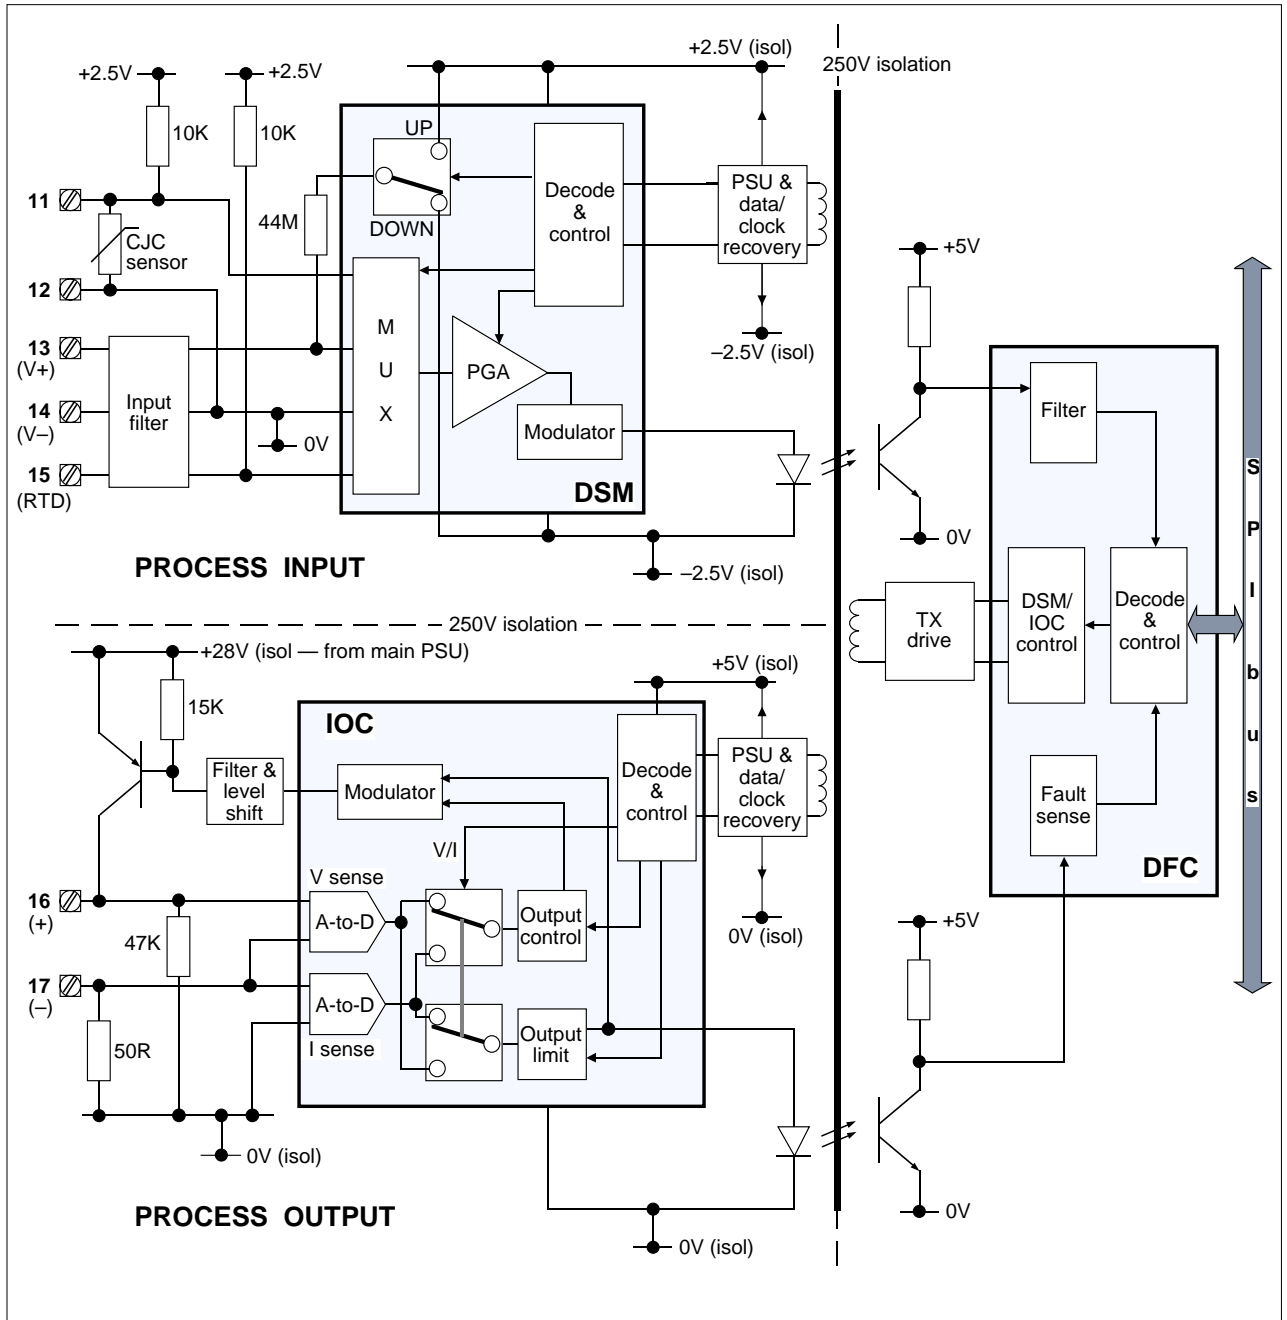 +2.5V (isol)
250V isolation
+2.5V
+2.5V
10K
10K
UP
DOWN
44M
Decode
&
control
PSU &
data/
clock
recovery
–2.5V (isol)
11
CJC
sensor
12
13
(V+)
14
(V–)
15
(RTD)
Input
filter
0V
M
U
X
PGA
Modulator
DSM
–2.5V (isol)
PROCESS INPUT
+5V
0V
Filter
DSM/
IOC
control
Decode
&
control
TX
drive
Fault
sense
DFC
S
P
I
b
u
s
250V isolation
+28V (isol — from main PSU)
15K
IOC
+5V (isol)
Filter &
level
shift
Modulator
Decode
&
control
PSU &
data/
clock
recovery
0V (isol)
V/I
V sense
A-to-D
Output
control
16
(+)
47K
17
(–)
A-to-D
I sense
Output
limit
50R
0V (isol)
+5V
0V
PROCESS OUTPUT
0V (isol)